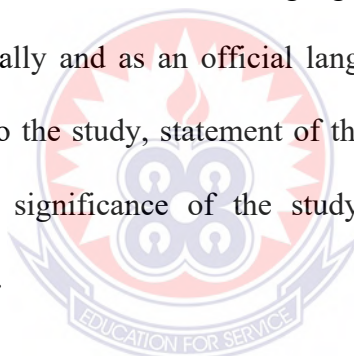 ally and as an official lang
o the study, statement of th
significance of the study
EDUCATION FOR SERVICE